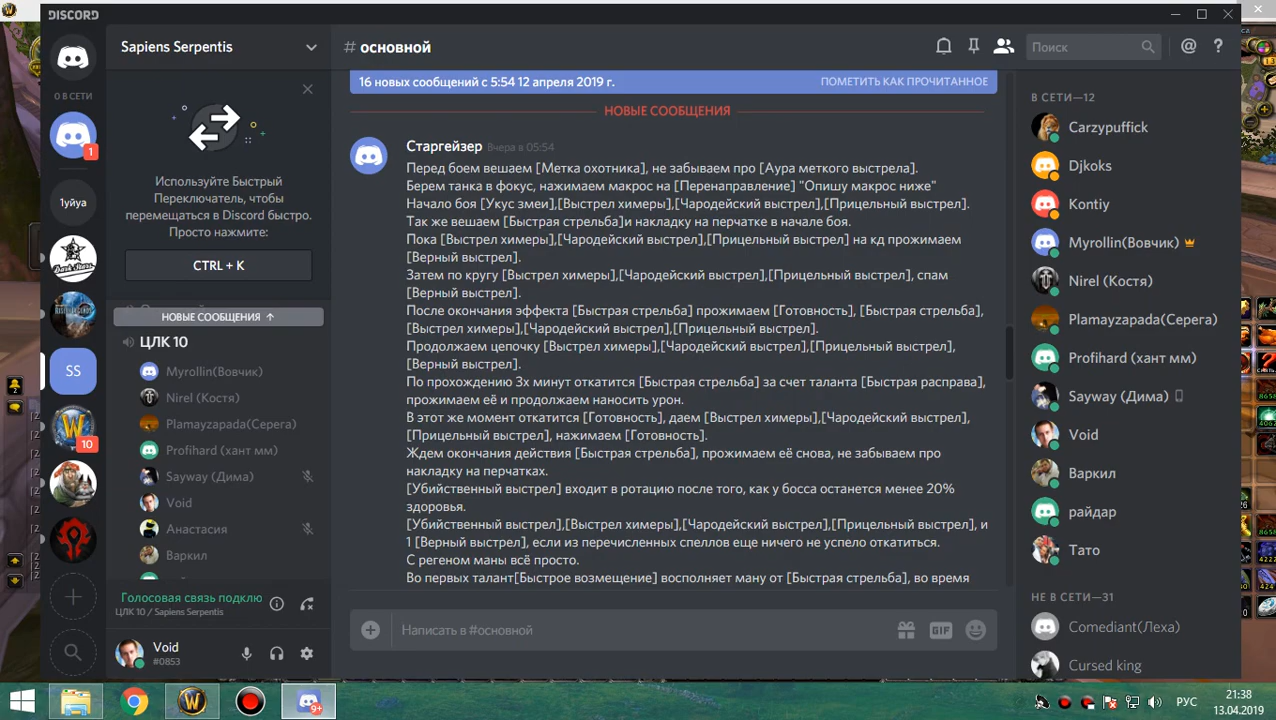 DISCORD
0 В СЕТИ
1
1уйуа
SS
10
Sapiens Serpentis
Используйте Быстрый
Переключатель, чтобы
перемещаться в Discord быстро.
Просто нажмите:
CTRL + K
НОВЫЕ СООБЩЕНИЯ ↑
ЦЛК 10
Myrollin(Вовчик)
Nirel (Костя)
Plamayzapada(Серега)
Profihard (хант мм)
Sayway (Дима)
Void
Анастасия
Варкил
Голосовая связь подклю
ЦЛК 10 / Sapiens Serpentis
Void
#0853
# основной
Поиск
16 новых сообщений с 5:54 12 апреля 2019 г.
ПОМЕТИТЬ КАК ПРОЧИТАННОЕ
НОВЫЕ СООБЩЕНИЯ
Старгейзер Вчера в 05:54
Перед боем вешаем [Метка охотника], не забываем про [Аура меткого выстрела].
Берем танка в фокус, нажимаем макрос на [Перенаправление] "Опишу макрос ниже"
Начало боя [Укус змеи],[Выстрел химеры],[Чародейский выстрел],[Прицельный выстрел].
Так же вешаем [Быстрая стрельба]и накладку на перчатке в начале боя.
Пока [Выстрел химеры],[Чародейский выстрел],[Прицельный выстрел] на кд прожимаем
[Верный выстрел].
Затем по кругу [Выстрел химеры],[Чародейский выстрел],[Прицельный выстрел], спам
[Верный выстрел].
После окончания эффекта [Быстрая стрельба] прожимаем [Готовность], [Быстрая стрельба],
[Выстрел химеры],[Чародейский выстрел],[Прицельный выстрел].
Продолжаем цепочку [Выстрел химеры],[Чародейский выстрел],[Прицельный выстрел],
[Верный выстрел].
По прохождению 3х минут откатится [Быстрая стрельба] за счет таланта [Быстрая расправа],
прожимаем её и продолжаем наносить урон.
В этот же момент откатится [Готовность], даем [Выстрел химеры],[Чародейский выстрел],
[Прицельный выстрел], нажимаем [Готовность].
Ждем окончания действия [Быстрая стрельба], прожимаем её снова, не забываем про
накладку на перчатках.
[Убийственный выстрел] входит в ротацию после того, как у босса останется менее 20%
здоровья.
[Убийственный выстрел],[Выстрел химеры],[Чародейский выстрел],[Прицельный выстрел], и
1 [Верный выстрел], если из перечисленных спеллов еще ничего не успело откатиться.
С регеном маны всё просто.
Во первых талант[Быстрое возмещение] восполняет ману от [Быстрая стрельба], во время
Написать в #основной
GIF
В СЕТИ—12
Carzypuffick
Djkoks
Kontiy
Myrollin(Вовчик)
Nirel (Костя)
Plamayzapada(Серега)
Profihard (хант мм)
Sayway (Дима)
Void
Варкил
райдар
Тато
НЕ В СЕТИ—31
Comediant(Леха)
Cursed king
9+
РУС
21:38
13.04.2019